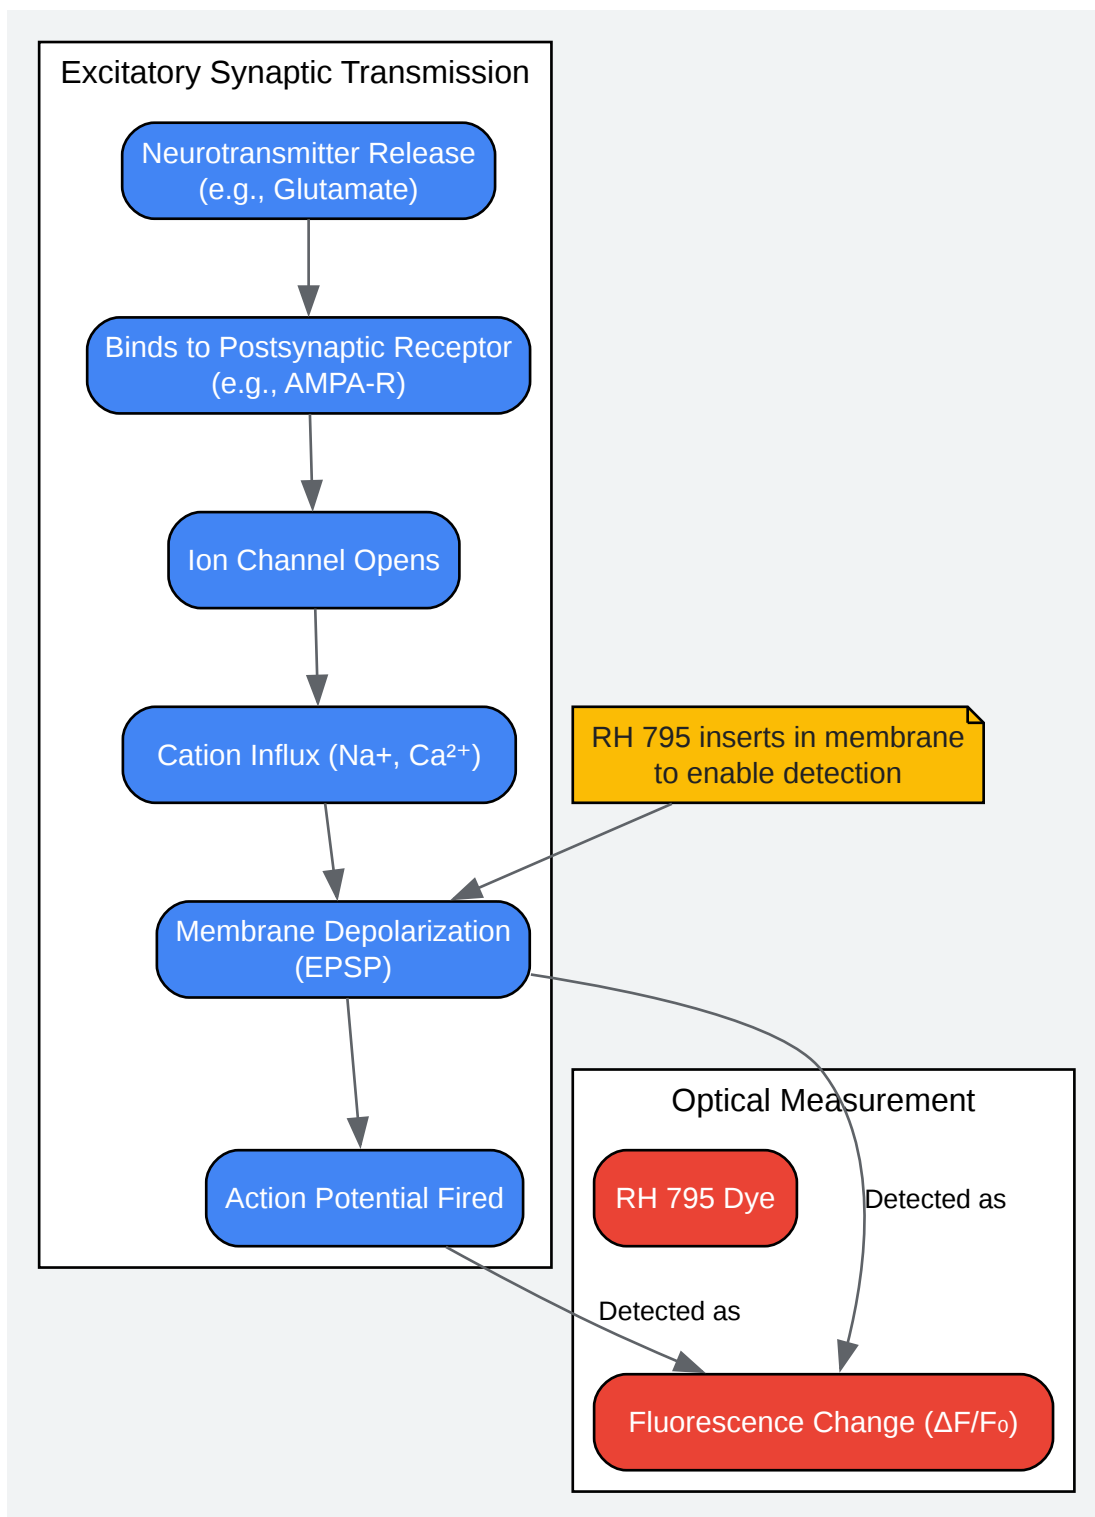 Excitatory Synaptic Transmission
Neurotransmitter Release
(e.g., Glutamate)
Binds to Postsynaptic Receptor
(e.g., AMPA-R)
Ion Channel Opens
Cation Influx (Na+, Ca²⁺)
RH 795 inserts in membrane
to enable detection
Membrane Depolarization
(EPSP)
Optical Measurement
Action Potential Fired
RH 795 Dye
Detected as
Detected as
Fluorescence Change (ΔF/F₀)